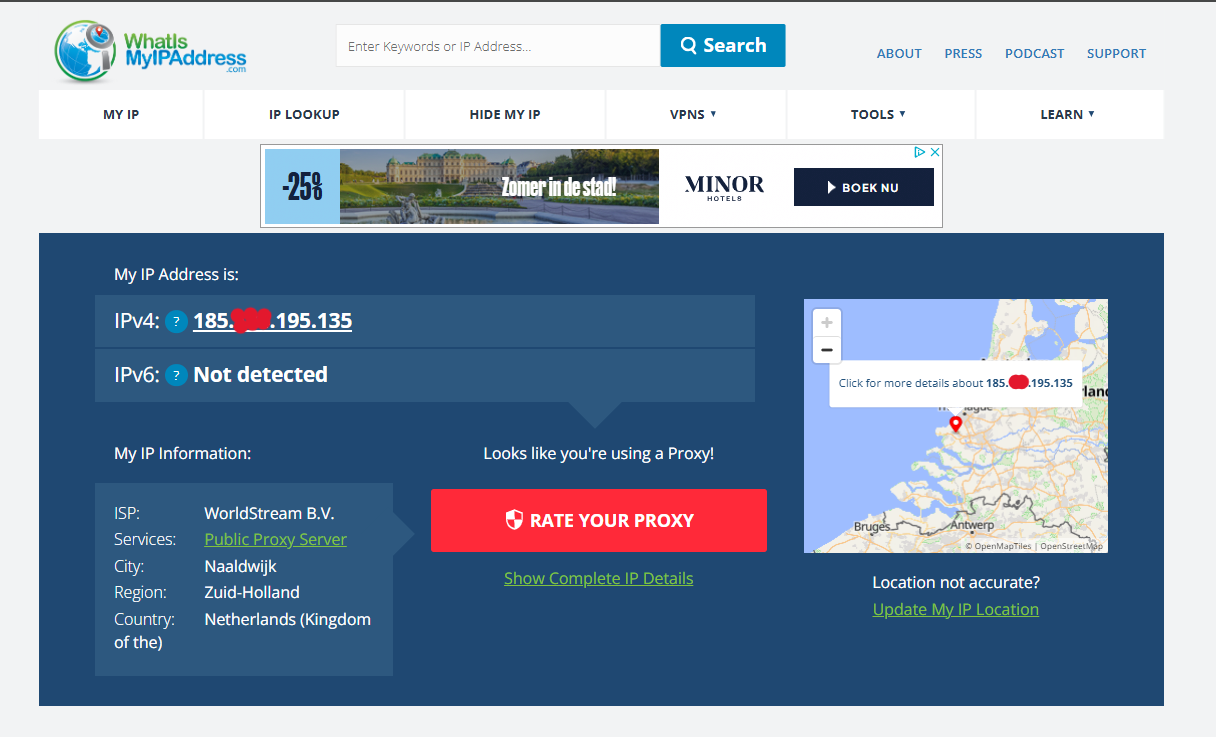 WhatIs
MyIPAddress
.com
Enter Keywords or IP Address...
Search
ABOUT PRESS PODCAST SUPPORT
MY IP IP LOOKUP HIDE MY IP VPNS ▼ TOOLS ▼ LEARN ▼
-25%
Zomer in de stad!
MINOR
HOTELS
BOEK NU
My IP Address is:
IPv4: ? 185. .195.135
IPv6: ? Not detected
My IP Information:
ISP: WorldStream B.V.
Services: Public Proxy Server
City: Naaldwijk
Region: Zuid-Holland
Country: Netherlands (Kingdom
of the)
Looks like you're using a Proxy!
RATE YOUR PROXY
Show Complete IP Details
+
−
Click for more details about 185. .195.135
Bruges
Antwerp
© OpenMapTiles | OpenStreetMap
Location not accurate?
Update My IP Location